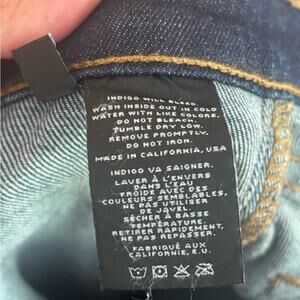 INDIGO WILL BLEED.
WASH INSIDE OUT IN COLD
WATER WITH LIKE COLORS.
DO NOT BLEACH.
TUMBLE DRY LOW.
REMOVE PROMPTLY.
DO NOT IRON.
MADE IN CALIFORNIA, USA
INDIGO VA SAIGNER.
LAVER À L'ENVERS
DANS L'EAU
FROIDE AVEC DES
COULEURS SEMBLABLES,
PAS UTILISER
DE JAVEL.
SÉCHER À BASSE
TEMPÉRATURE.
RETIRER RAPIDEMENT,
NE PAS REPASSER.
FABRIQUÉ AUX
CALIFORNIE, E.U.